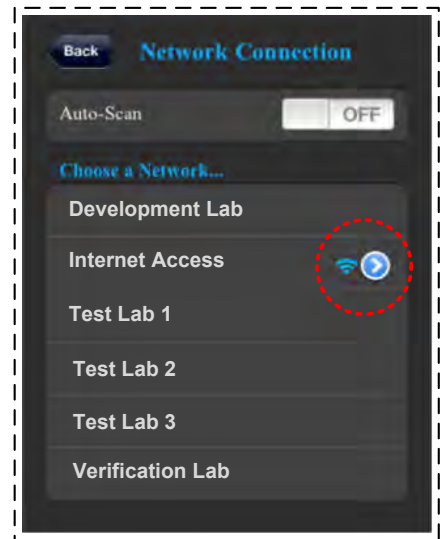 Back Network Connection
Auto-Scan OFF
Choose a Network...
Development Lab
Internet Access
Test Lab 1
Test Lab 2
Test Lab 3
Verification Lab